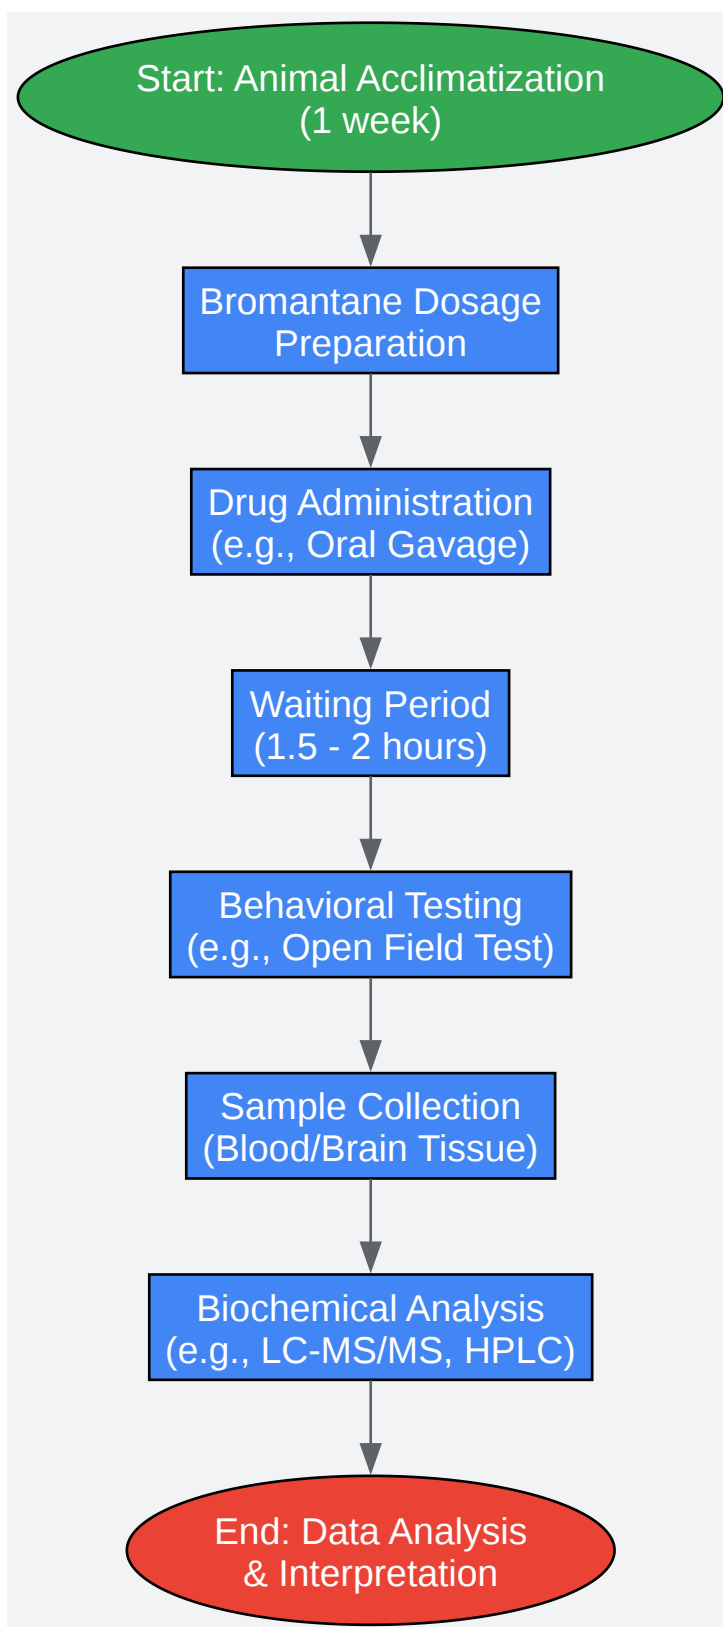 Start: Animal Acclimatization
(1 week)
Bromantane Dosage
Preparation
Drug Administration
(e.g., Oral Gavage)
Waiting Period
(1.5 - 2 hours)
Behavioral Testing
(e.g., Open Field Test)
Sample Collection
(Blood/Brain Tissue)
Biochemical Analysis
(e.g., LC-MS/MS, HPLC)
End: Data Analysis
& Interpretation